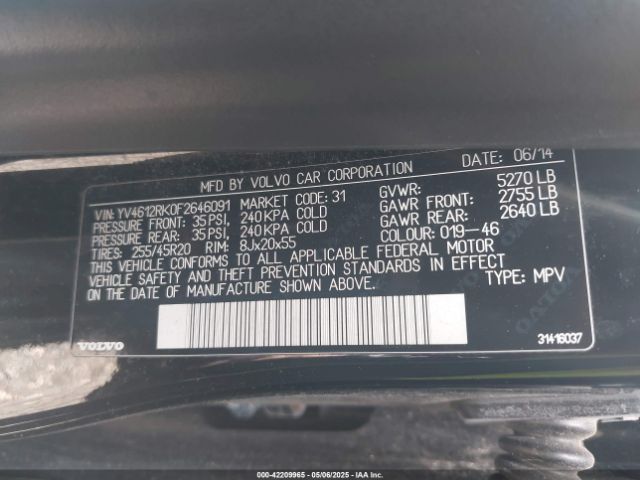 MFD BY VOLVO CAR CORPORATION DATE: 06/14
VIN: YV4612RK0F2646091 MARKET CODE: 31 GVWR: 5270 LB
PRESSURE FRONT: 35 PSI, 240 KPA COLD GAWR FRONT: 2755 LB
PRESSURE REAR: 35 PSI, 240 KPA COLD GAWR REAR: 2640 LB
TIRES: 255/45R20 RIM: 8Jx20x55 COLOUR: 019-46
THIS VEHICLE CONFORMS TO ALL APPLICABLE FEDERAL MOTOR
VEHICLE SAFETY AND THEFT PREVENTION STANDARDS IN EFFECT
ON DATE OF MANUFACTURE SHOWN ABOVE. TYPE: MPV
VOLVO 31416037
00-42209965 - 05/06/2025 - IAA Inc.